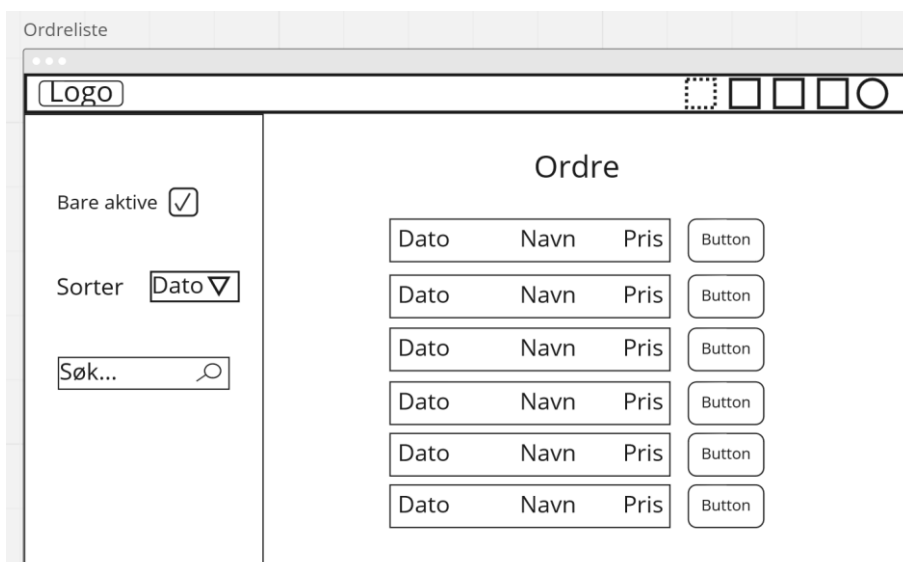 Ordreliste
Logo
Ordre
Bare aktive
Sorter Dato
Søk...
Dato Navn Pris Button
Dato Navn Pris Button
Dato Navn Pris Button
Dato Navn Pris Button
Dato Navn Pris Button
Dato Navn Pris Button